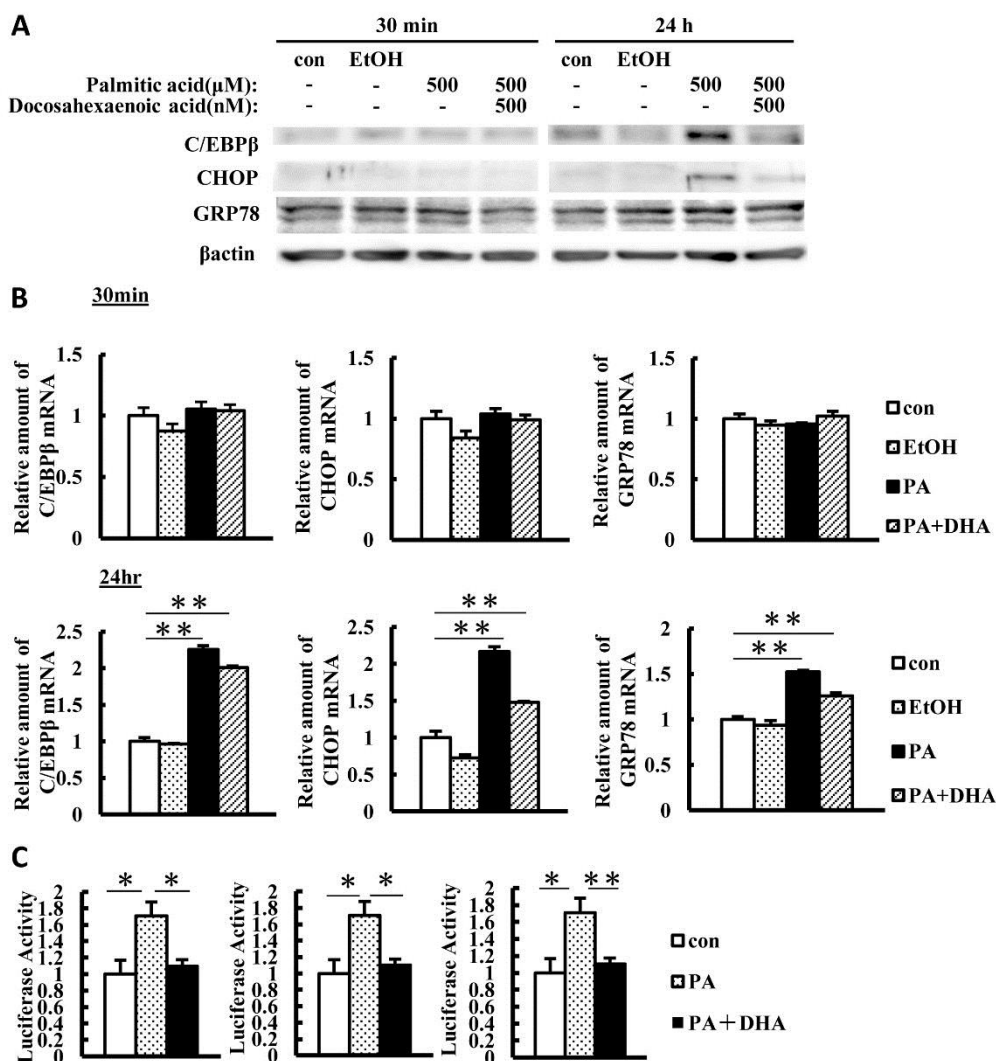 A
30 min 24 h
con EtOH con EtOH
Palmitic acid(μM): - - 500 500 - - 500 500
Docosahexaenoic acid(nM): - - - 500 - - - 500
C/EBPβ
CHOP
GRP78
βactin
B
30min
Relative amount of
C/EBPβ mRNA
1.5
1
0.5
0
Relative amount of
CHOP mRNA
1.5
1
0.5
0
Relative amount of
GRP78 mRNA
1.5
1
0.5
0
con
EtOH
PA
PA+DHA
24hr
Relative amount of
C/EBPβ mRNA
2.5
2
1.5
1
0.5
0
**
**
Relative amount of
CHOP mRNA
2.5
2
1.5
1
0.5
0
**
**
Relative amount of
GRP78 mRNA
2
1.5
1
0.5
0
**
**
con
EtOH
PA
PA+DHA
C
Luciferase Activity
2
1.8
1.6
1.4
1.2
1
0.8
0.6
0.4
0.2
0
* *
Luciferase Activity
2
1.8
1.6
1.4
1.2
1
0.8
0.6
0.4
0.2
0
* *
Luciferase Activity
2
1.8
1.6
1.4
1.2
1
0.8
0.6
0.4
0.2
0
* **
con
PA
PA+DHA